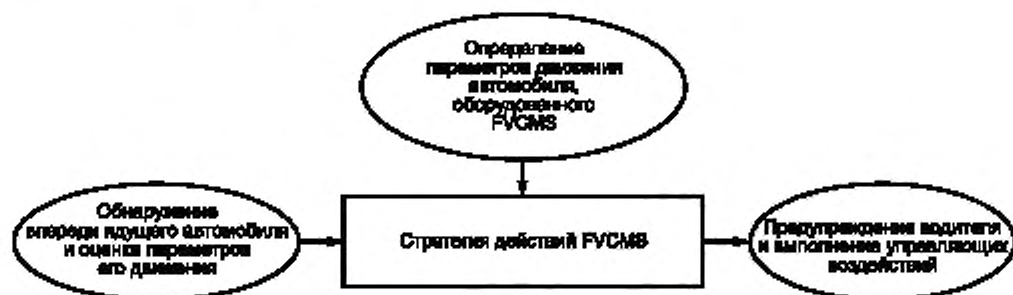 Определение
параметров движения
автомобиля,
оборудованного
FVCMS
Обнаружение
впереди идущего автомобиля
и оценка параметров
его движения
Стратегия действий FVCMS
Предупреждение водителя
и выполнение управляющих
воздействий